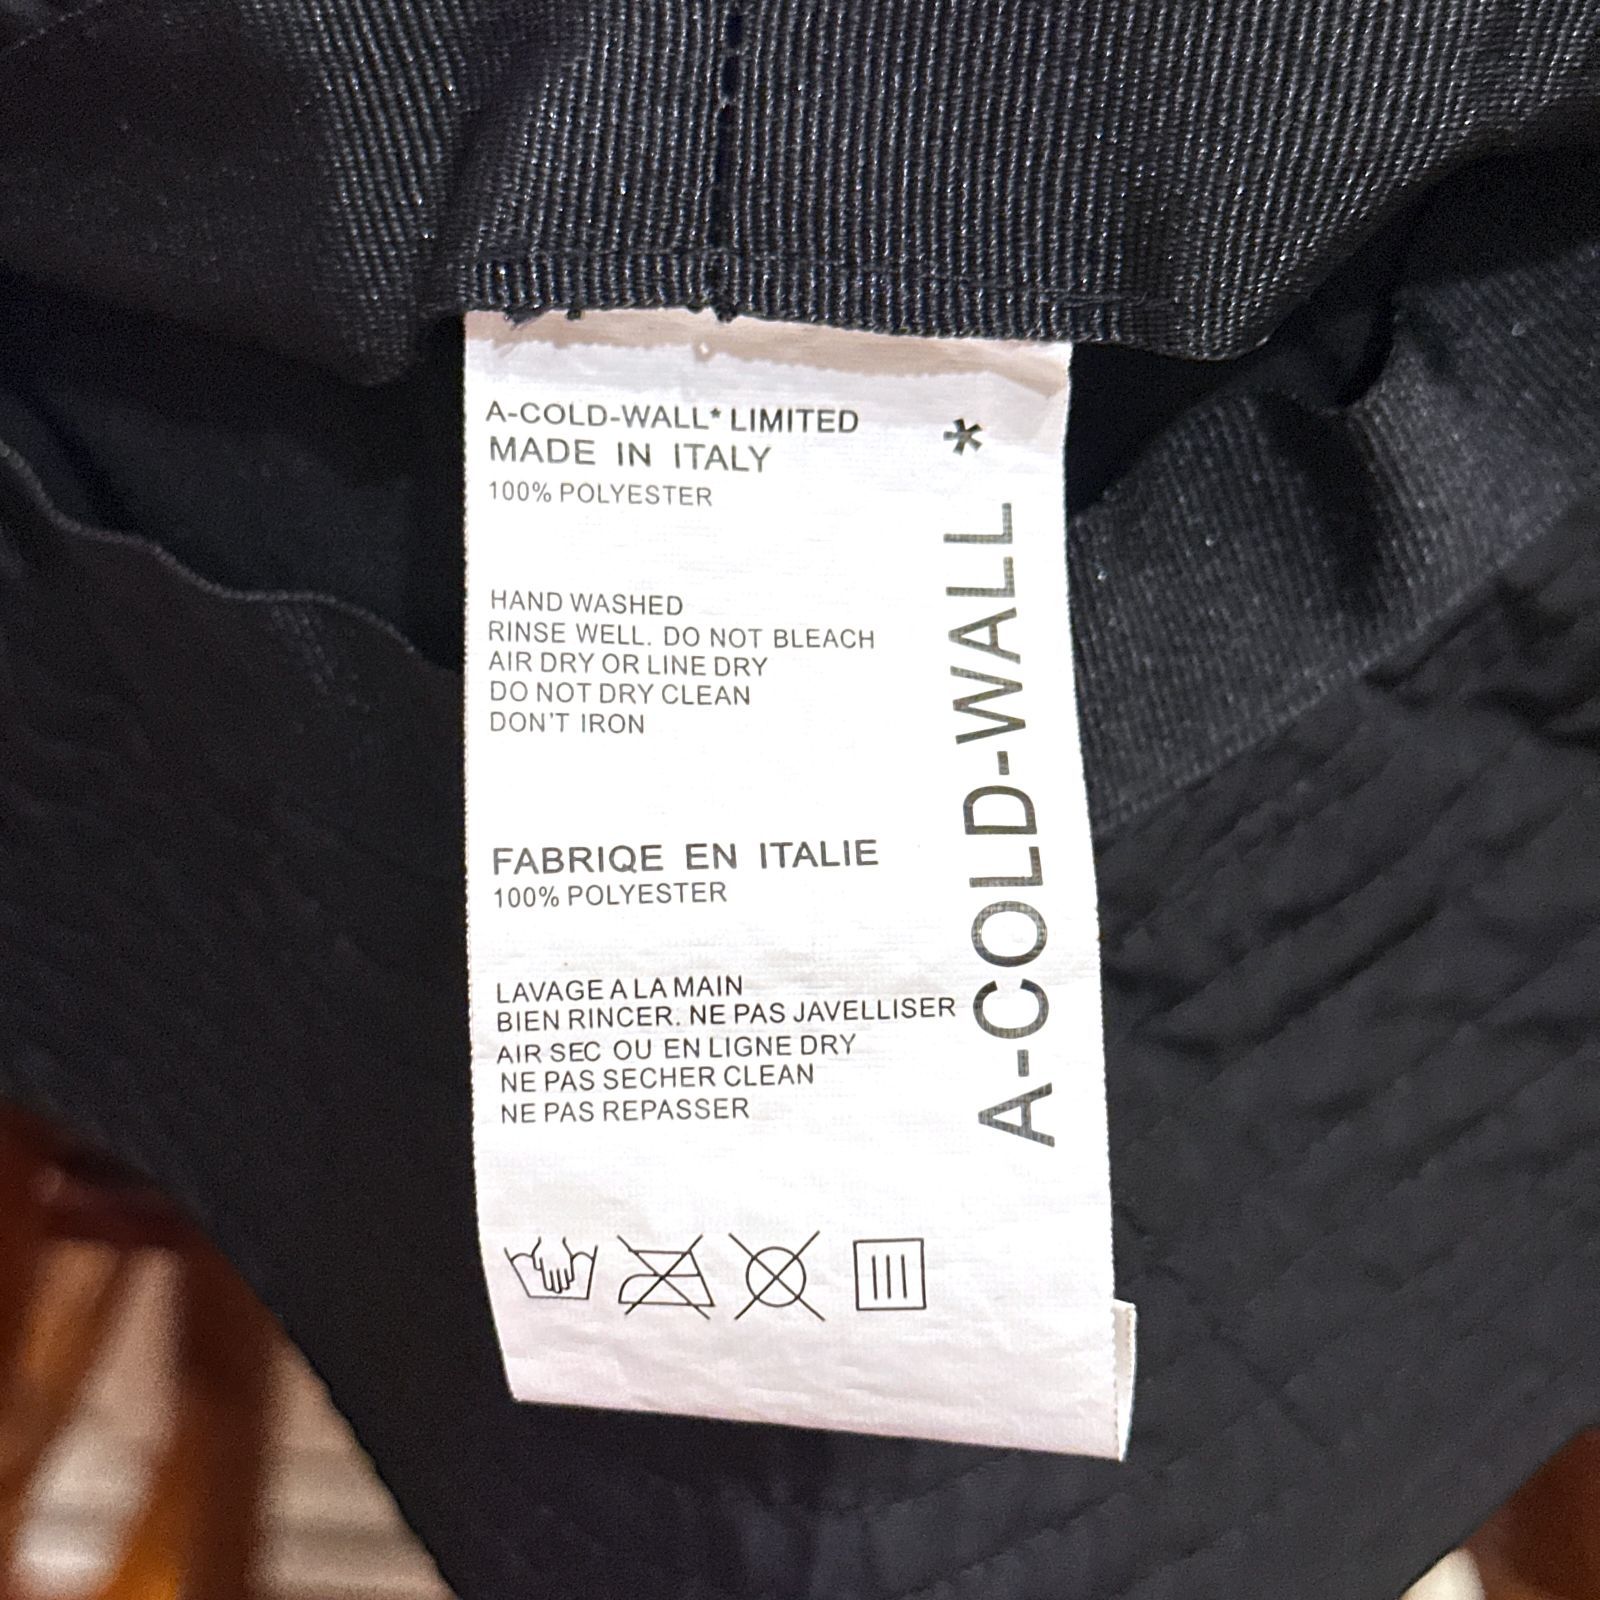 A-COLD-WALL* LIMITED
MADE IN ITALY
100% POLYESTER
HAND WASHED
RINSE WELL. DO NOT BLEACH
AIR DRY OR LINE DRY
DO NOT DRY CLEAN
DON'T IRON
FABRIQE EN ITALIE
100% POLYESTER
LAVAGE A LA MAIN
BIEN RINCER. NE PAS JAVELLISER
AIR SEC OU EN LIGNE DRY
NE PAS SECHER CLEAN
NE PAS REPASSER
A-COLD-WALL*